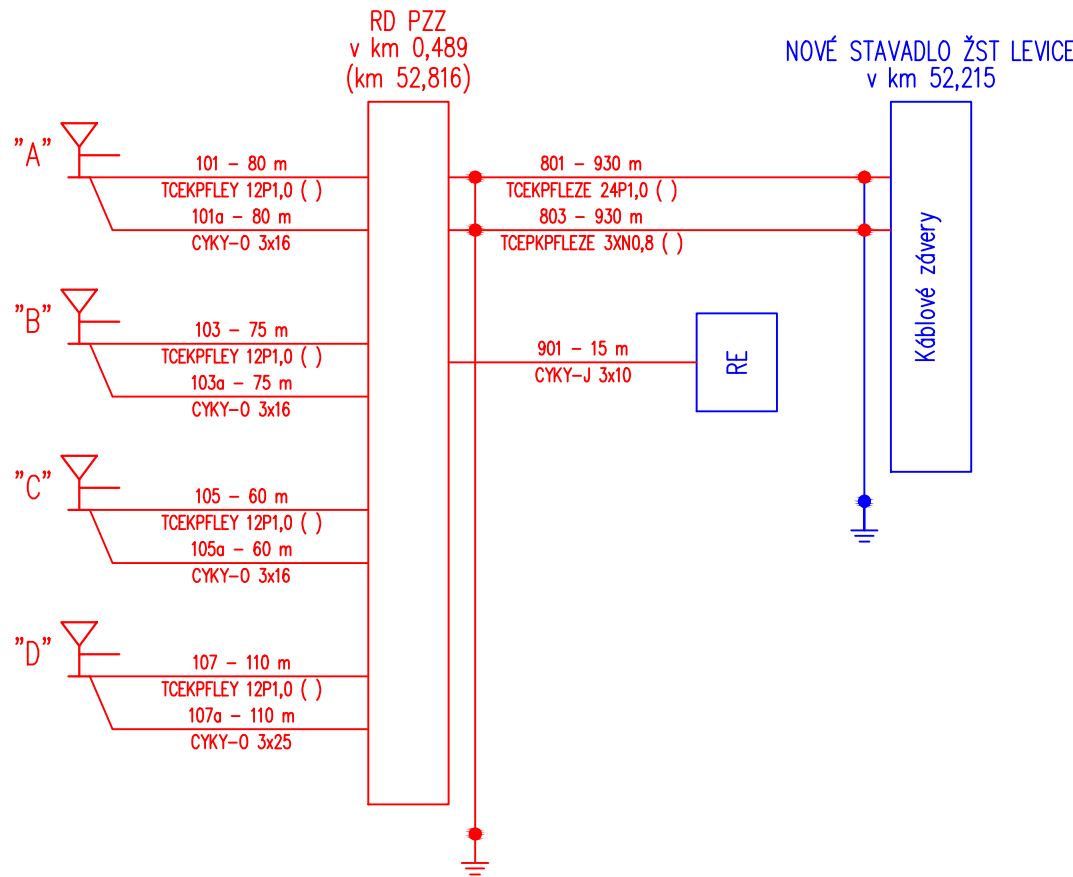 RD PZZ
v km 0,489
(km 52,816)
NOVÉ STAVADLO ŽST LEVICE
v km 52,215
"A"
101 – 80 m
TCEKPFLEY 12P1,0 ( )
101a – 80 m
CYKY–O 3x16
801 – 930 m
TCEKPFLEZE 24P1,0 ( )
803 – 930 m
TCEPKPFLEZE 3XN0,8 ( )
Káblové závery
"B"
103 – 75 m
TCEKPFLEY 12P1,0 ( )
103a – 75 m
CYKY–O 3x16
901 – 15 m
CYKY–J 3x10
RE
"C"
105 – 60 m
TCEKPFLEY 12P1,0 ( )
105a – 60 m
CYKY–O 3x16
"D"
107 – 110 m
TCEKPFLEY 12P1,0 ( )
107a – 110 m
CYKY–O 3x25